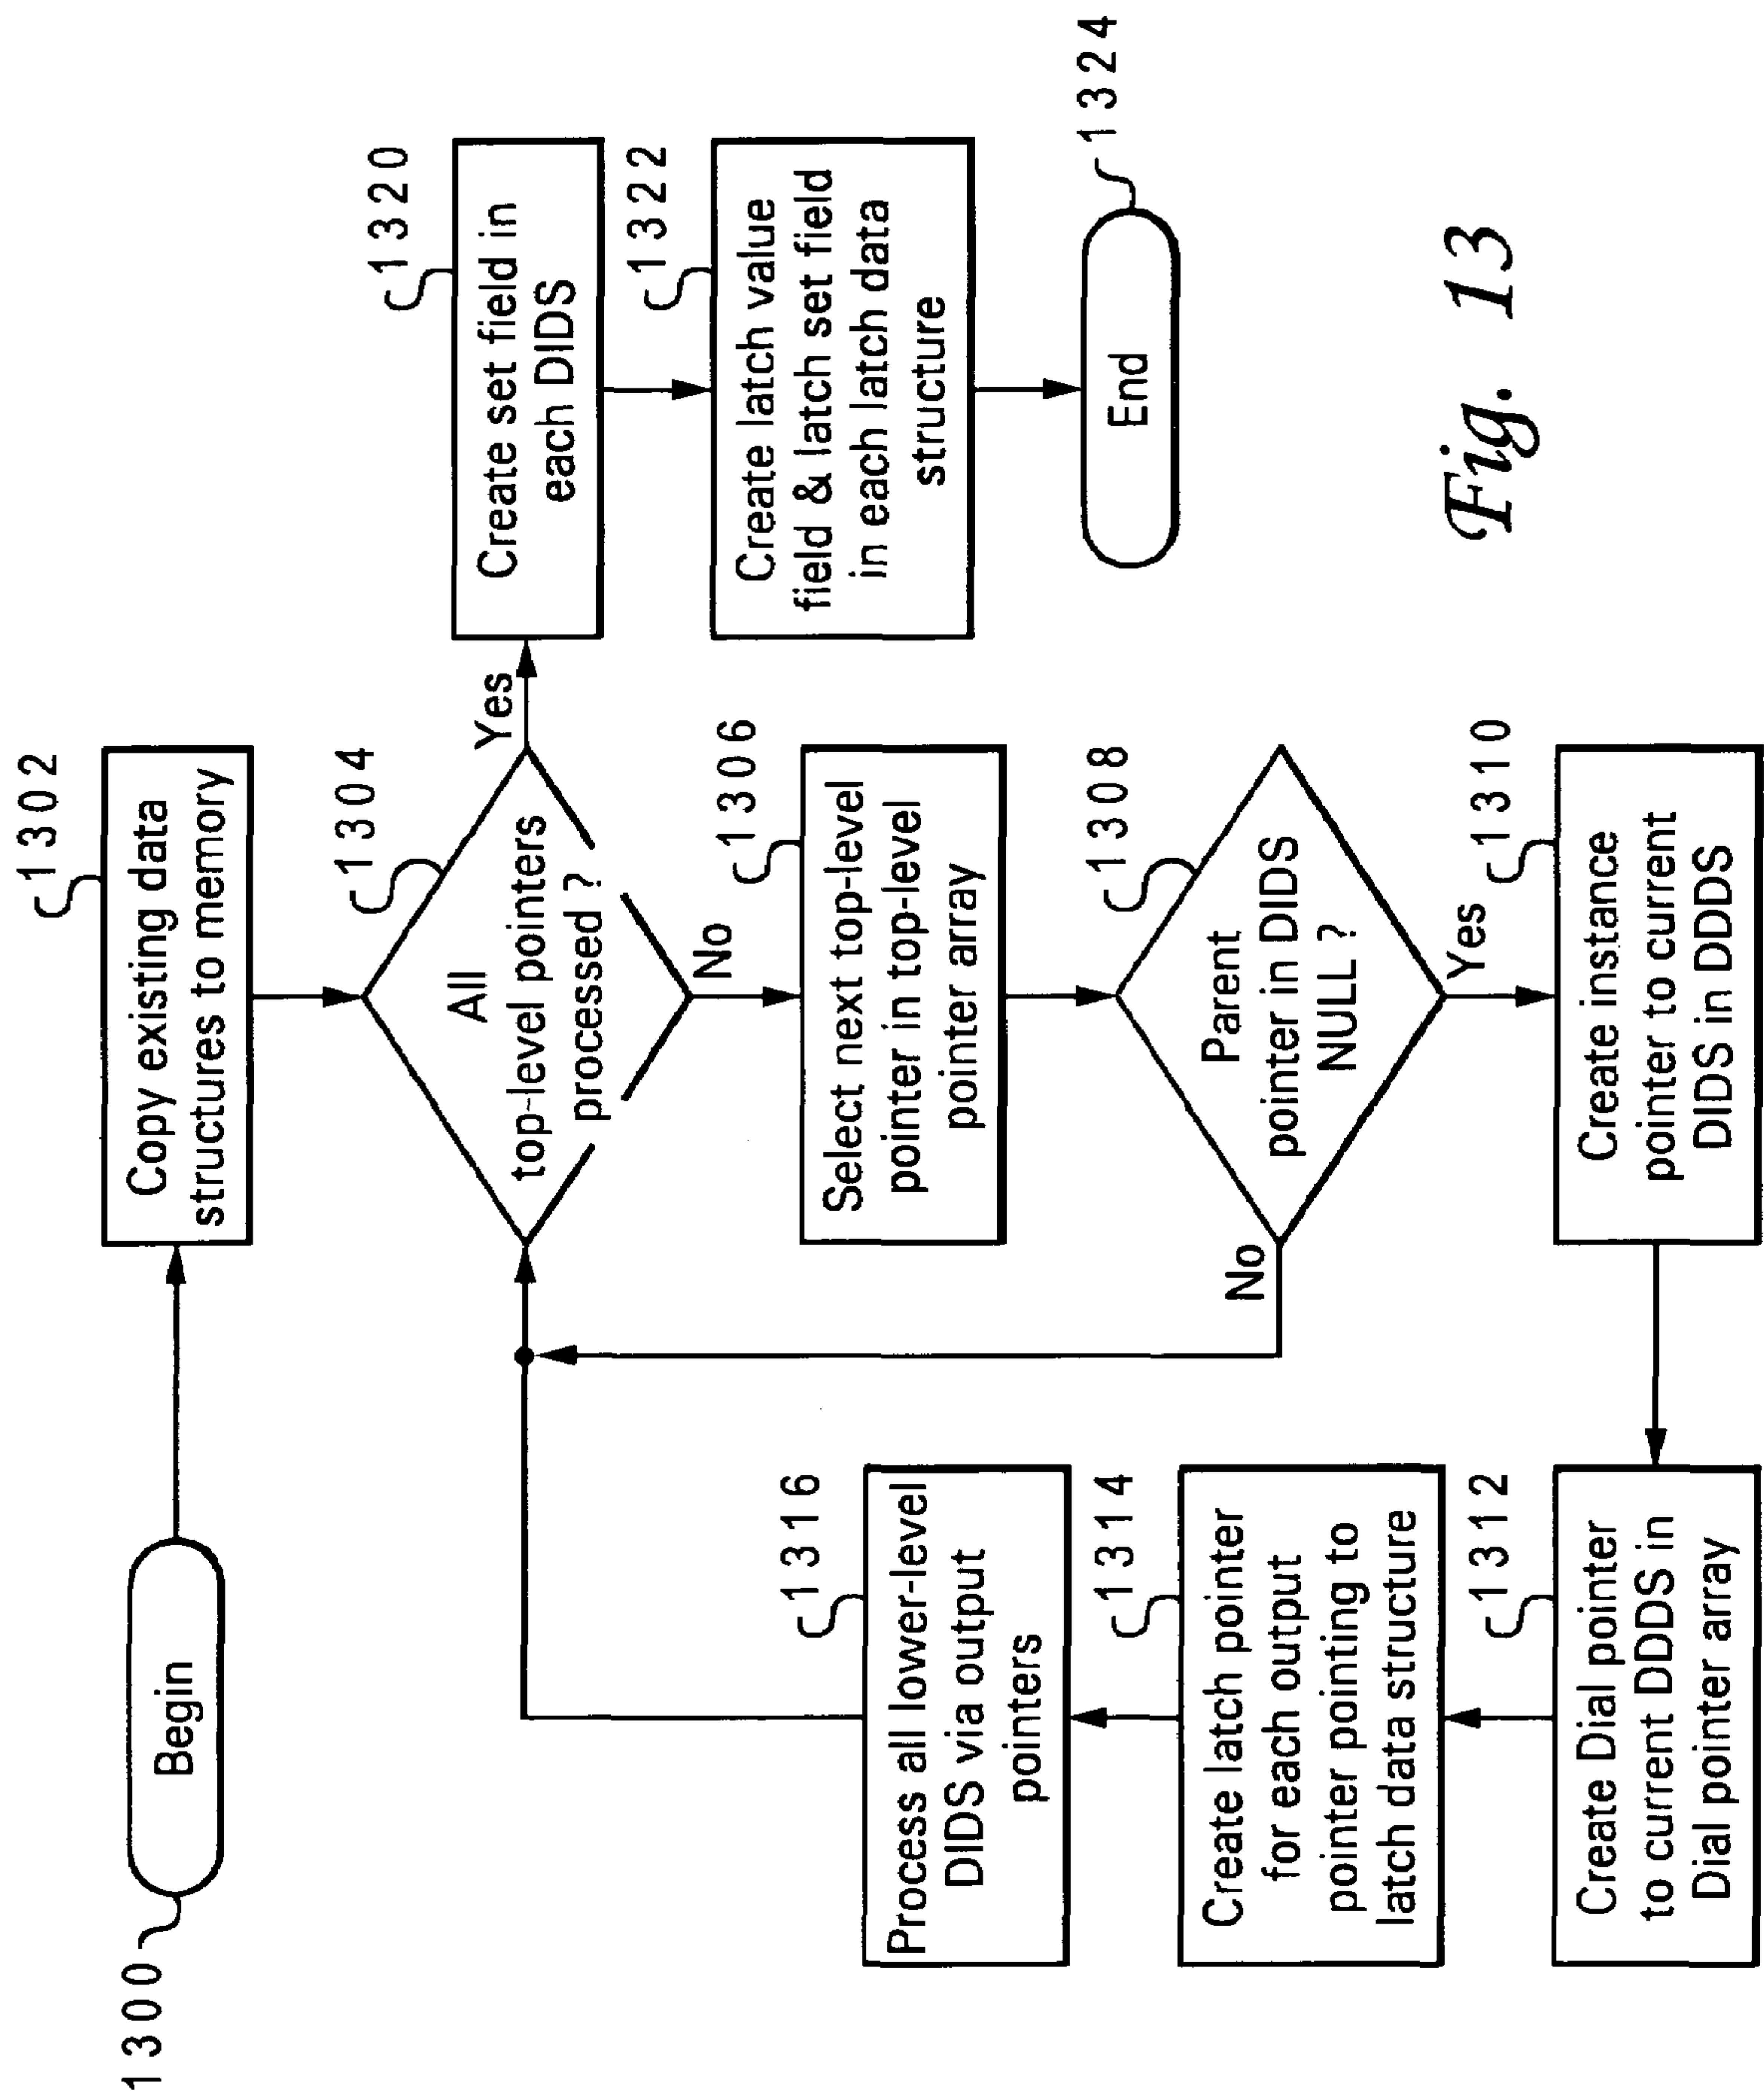 1300
Begin
1302
Copy existing data
structures to memory
1304
All
top-level pointers
processed ?
Yes
No
1320
Create set field in
each DIDS
1322
Create latch value
field & latch set field
in each latch data
structure
End
1324
1306
Select next top-level
pointer in top-level
pointer array
1308
Parent
pointer in DIDS
NULL ?
No
Yes
1310
Create instance
pointer to current
DIDS in DDDS
1312
Create Dial pointer
to current DDDS in
Dial pointer array
1314
Create latch pointer
for each output
pointer pointing to
latch data structure
1316
Process all lower-level
DIDS via output
pointers
Fig. 13